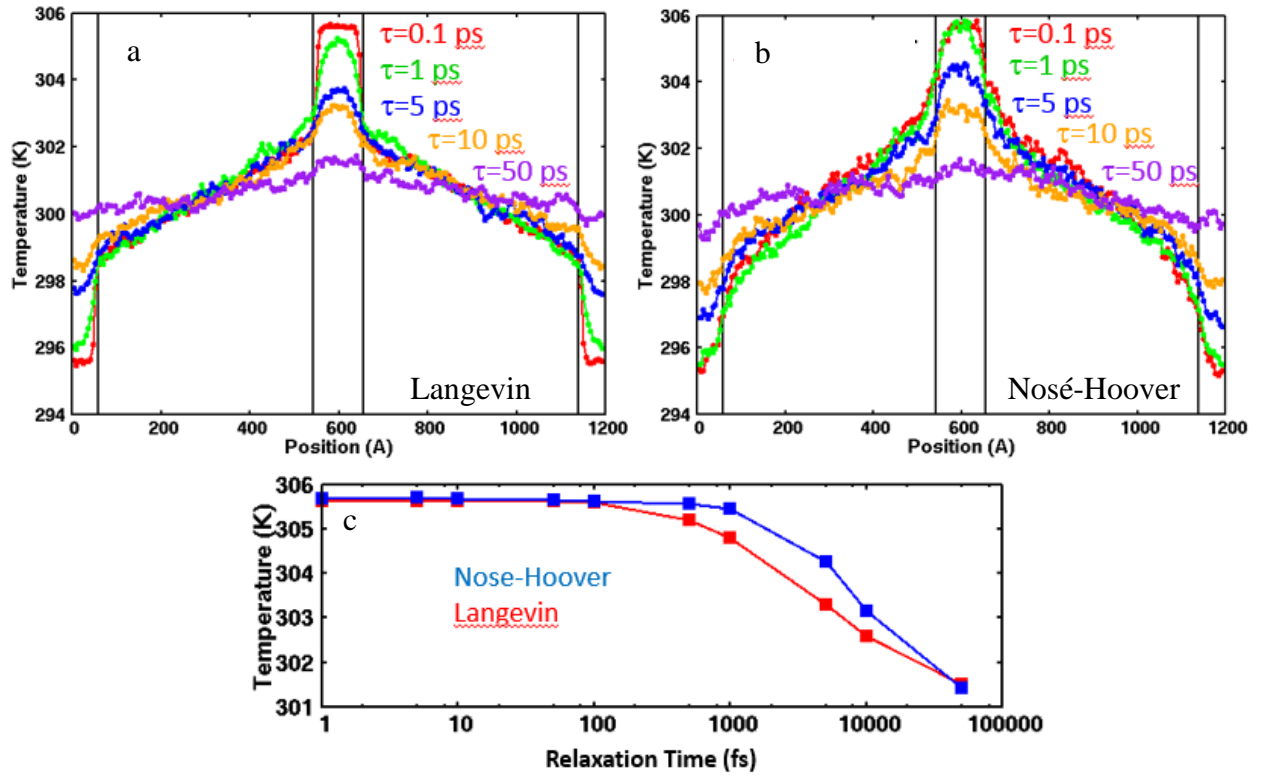 a
τ=0.1 ps
τ=1 ps
τ=5 ps
τ=10 ps
τ=50 ps
Langevin
306
304
302
300
298
296
294
Temperature (K)
0 200 400 600 800 1000 1200
Position (A)
b
τ=0.1 ps
τ=1 ps
τ=5 ps
τ=10 ps
τ=50 ps
Nosé-Hoover
306
304
302
300
298
296
294
Temperature (K)
0 200 400 600 800 1000 1200
Position (A)
c
Nose-Hoover
Langevin
306
305
304
303
302
301
Temperature (K)
1 10 100 1000 10000 100000
Relaxation Time (fs)